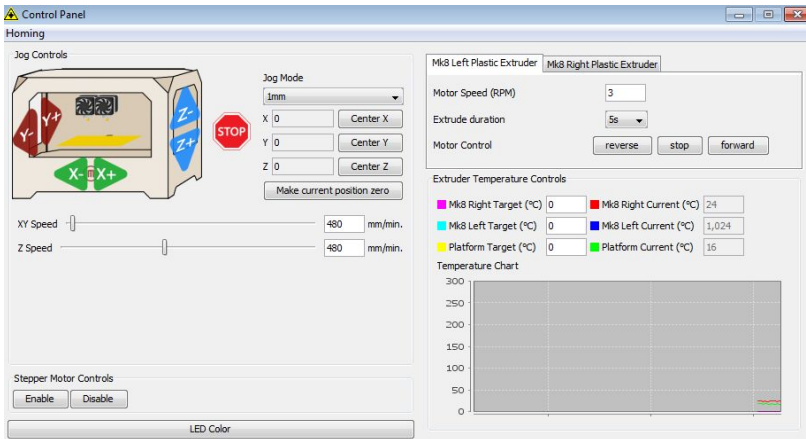 Control Panel
Homing
Jog Controls
Y- Y+
Z-
Z+
X- X+
STOP
Jog Mode
1mm
X 0 Center X
Y 0 Center Y
Z 0 Center Z
Make current position zero
XY Speed 480 mm/min.
Z Speed 480 mm/min.
Stepper Motor Controls
Enable Disable
LED Color
Mk8 Left Plastic Extruder Mk8 Right Plastic Extruder
Motor Speed (RPM) 3
Extrude duration 5s
Motor Control reverse stop forward
Extruder Temperature Controls
Mk8 Right Target (°C) 0 Mk8 Right Current (°C) 24
Mk8 Left Target (°C) 0 Mk8 Left Current (°C) 1,024
Platform Target (°C) 0 Platform Current (°C) 16
Temperature Chart
300
250
200
150
100
50
0